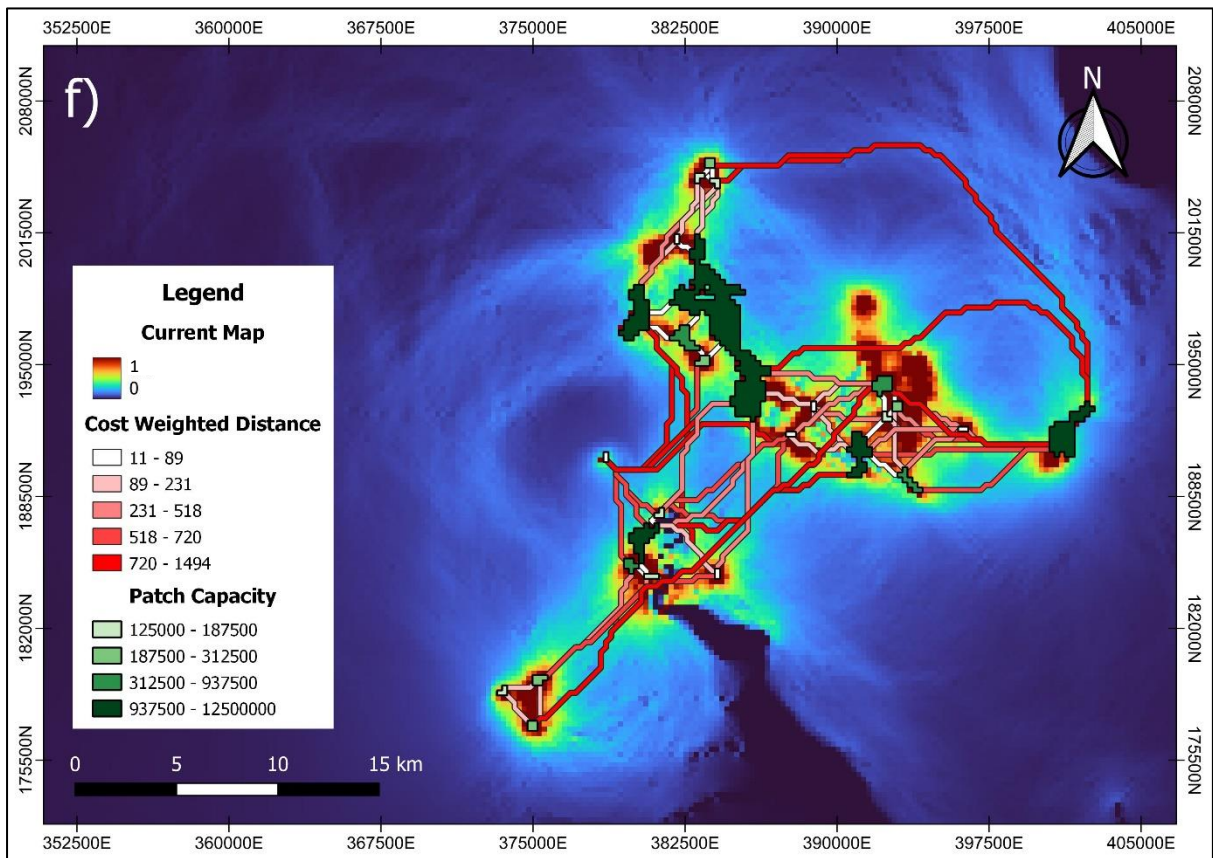 352500E 360000E 367500E 375000E 382500E 390000E 397500E 405000E
f)
N
208000N 208000N
201500N 201500N
195000N 195000N
188500N 188500N
182000N 182000N
175500N 175500N
Legend
Current Map
1
0
Cost Weighted Distance
11 - 89
89 - 231
231 - 518
518 - 720
720 - 1494
Patch Capacity
125000 - 187500
187500 - 312500
312500 - 937500
937500 - 12500000
0 5 10 15 km
352500E 360000E 367500E 375000E 382500E 390000E 397500E 405000E